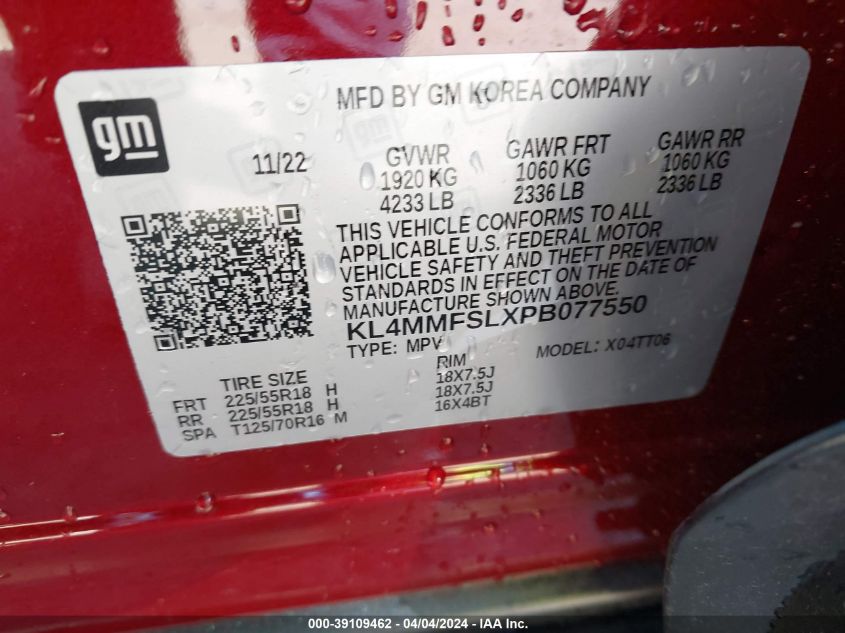 MFD BY GM KOREA COMPANY
gm
11/22
GVWR
1920 KG
4233 LB
GAWR FRT
1060 KG
2336 LB
GAWR RR
1060 KG
2336 LB
THIS VEHICLE CONFORMS TO ALL
APPLICABLE U.S. FEDERAL MOTOR
VEHICLE SAFETY AND THEFT PREVENTION
STANDARDS IN EFFECT ON THE DATE OF
MANUFACTURE SHOWN ABOVE.
KL4MMFSLXPB077550
TYPE: MPV
MODEL: X04TT06
TIRE SIZE
RIM
FRT 225/55R18 H 18X7.5J
RR 225/55R18 H 18X7.5J
SPA T125/70R16 M 16X4BT
000-39109462 - 04/04/2024 - IAA Inc.